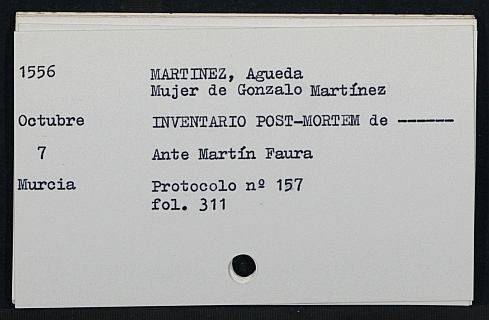 1556 MARTINEZ, Agueda
Mujer de Gonzalo Martínez
Octubre INVENTARIO POST-MORTEM de ------
7 Ante Martín Faura
Murcia Protocolo nº 157
fol. 311